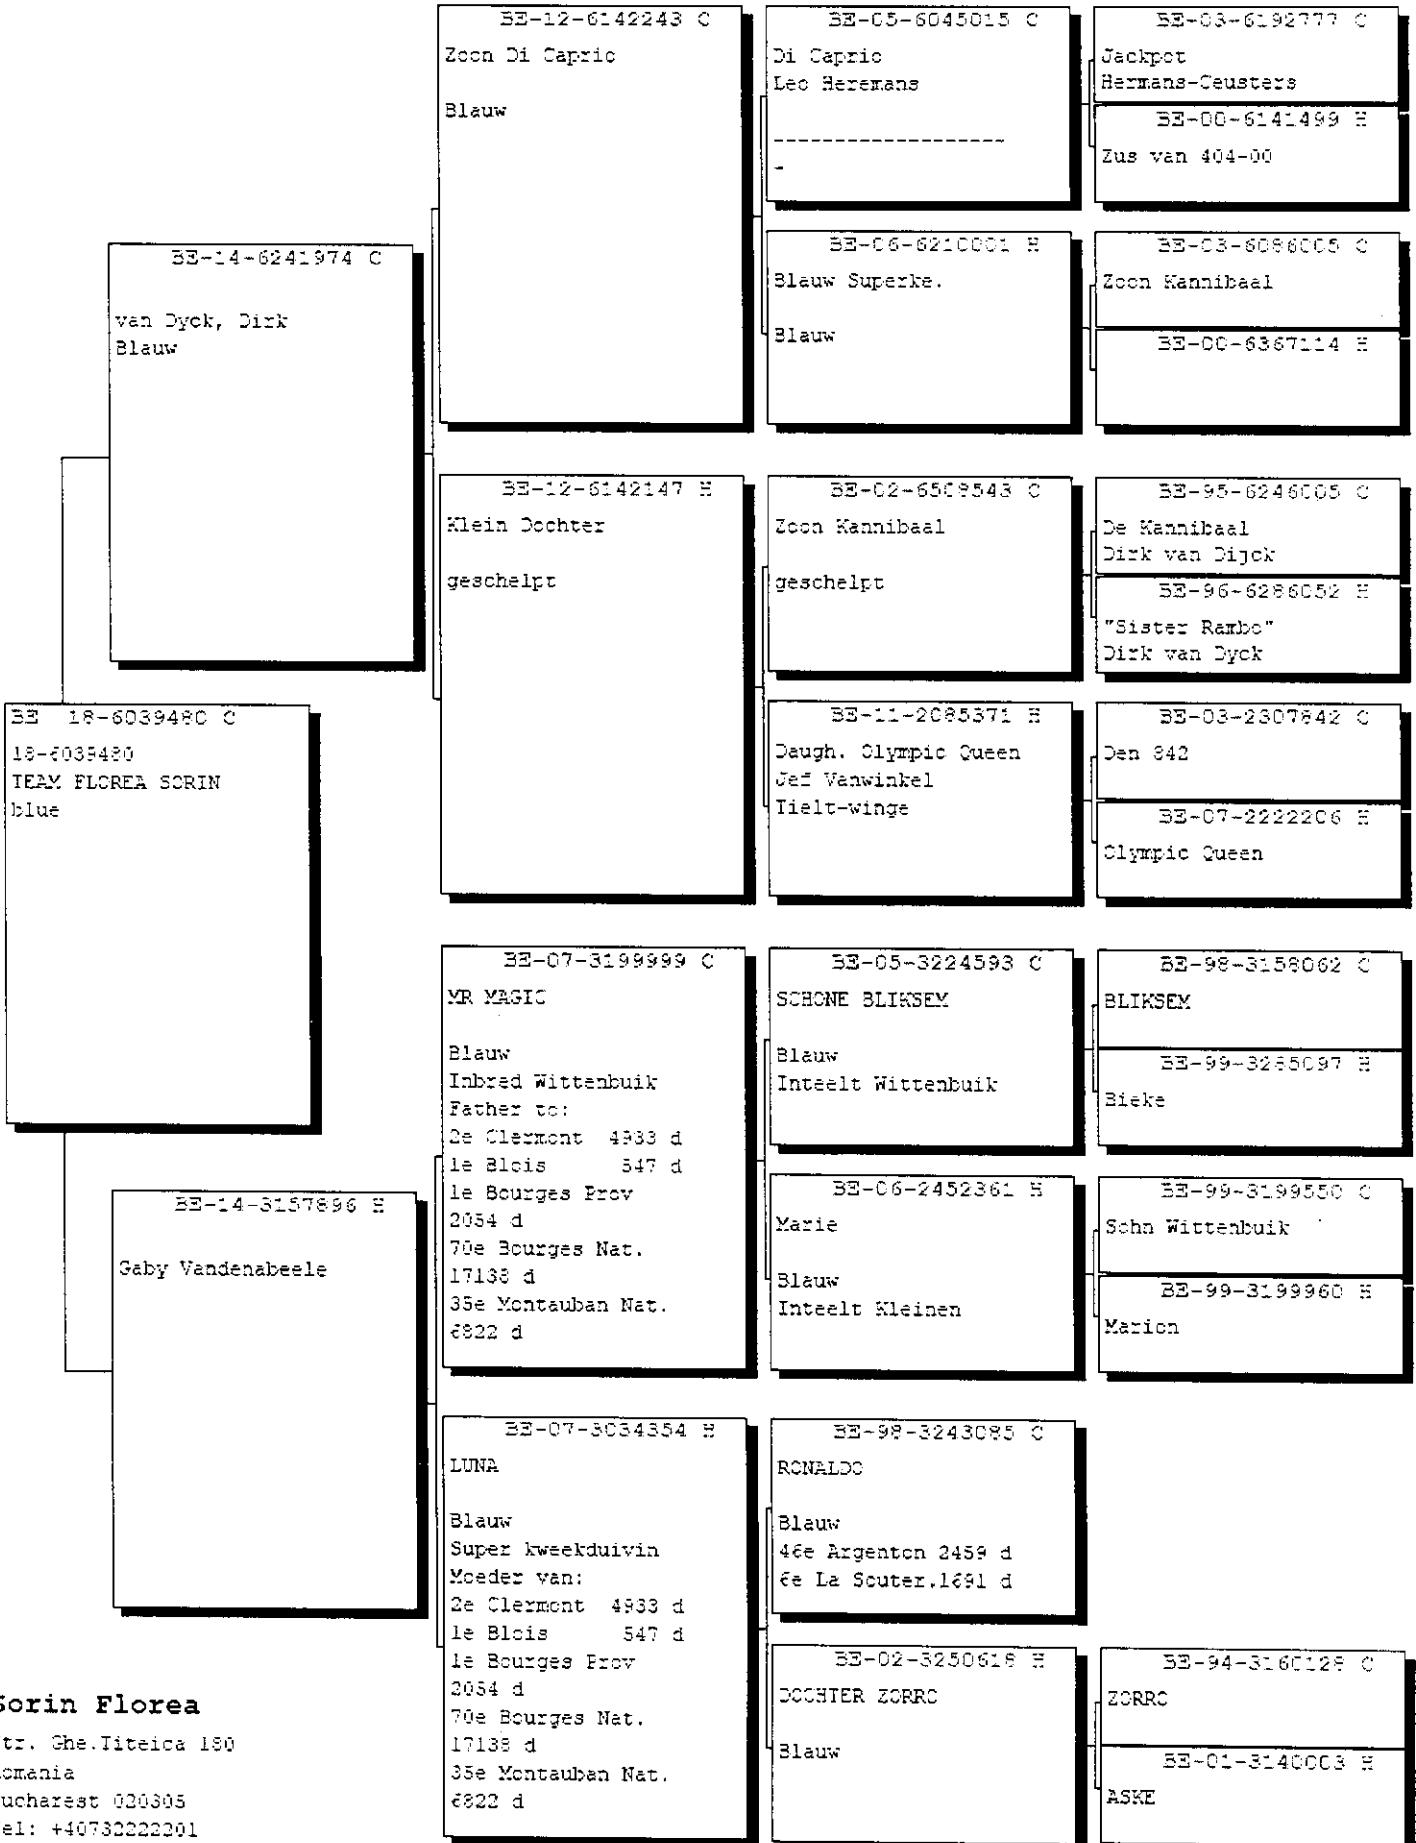 BE 18-6039480 C
18-6039480
TEAM FLOREA SORIN
blue
BE-14-6241974 C
van Dyck, Dirk
Blauw
BE-14-3157896 H
Gaby Vandenabeele
BE-12-6142243 C
Zoon Di Caprio
Blauw
BE-12-6142147 H
Klein Dochter
geschelpt
BE-07-3199999 C
MR MAGIC
Blauw
Inbred Wittenbuik
Father to:
2e Clermont 4933 d
1e Blois 547 d
1e Bourges Prov
2054 d
70e Bourges Nat.
17138 d
35e Montauban Nat.
6822 d
BE-07-3034354 H
LUNA
Blauw
Super kweekduivin
Moeder van:
2e Clermont 4933 d
1e Blois 547 d
1e Bourges Prov
2054 d
70e Bourges Nat.
17138 d
35e Montauban Nat.
6822 d
BE-05-6045015 C
Di Caprio
Leo Heremans
-------------------
-
BE-06-6210001 H
Blauw Superke.
Blauw
BE-02-6508543 C
Zoon Kannibaal
geschelpt
BE-11-2085371 H
Daugh. Olympic Queen
Jef Vanwinkel
Tielt-winge
BE-05-3224593 C
SCHONE BLIKSEM
Blauw
Inteelt Wittenbuik
BE-06-2452361 H
Marie
Blauw
Inteelt Kleinen
BE-98-3243085 C
RONALDO
Blauw
46e Argenton 2459 d
6e La Souter.1691 d
BE-02-3250618 H
DOCHTER ZORRO
Blauw
BE-03-6192777 C
Jackpot
Hermans-Ceusters
BE-00-6141499 H
Zus van 404-00
BE-03-6086005 C
Zoon Kannibaal
BE-00-6367114 H
BE-95-6246005 C
De Kannibaal
Dirk van Dijck
BE-96-6286052 H
"Sister Rambo"
Dirk van Dyck
BE-03-2307842 C
Den 842
BE-07-2222206 H
Olympic Queen
BE-98-3158062 C
BLIKSEM
BE-99-3285097 H
Bieke
BE-99-3199550 C
Sohn Wittenbuik
BE-99-3199960 H
Marion
BE-94-3160128 C
ZORRO
BE-01-3140003 H
ASKE
Sorin Florea
tr. Ghe.Titeica 180
omania
ucharest 020305
el: +40732222201